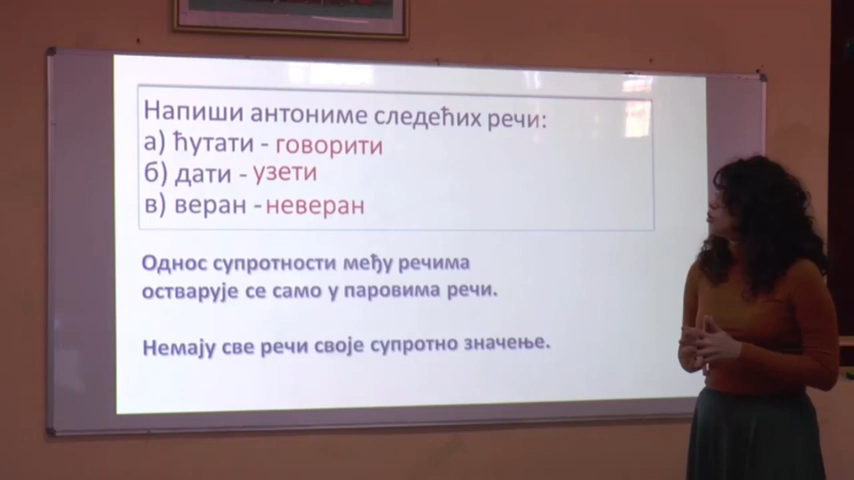 Напиши антониме следећих речи:
а) ћутати - говорити
б) дати - узети
в) веран - неверан
Однос супротности међу речима
остварује се само у паровима речи.
Немају све речи своје супротно значење.